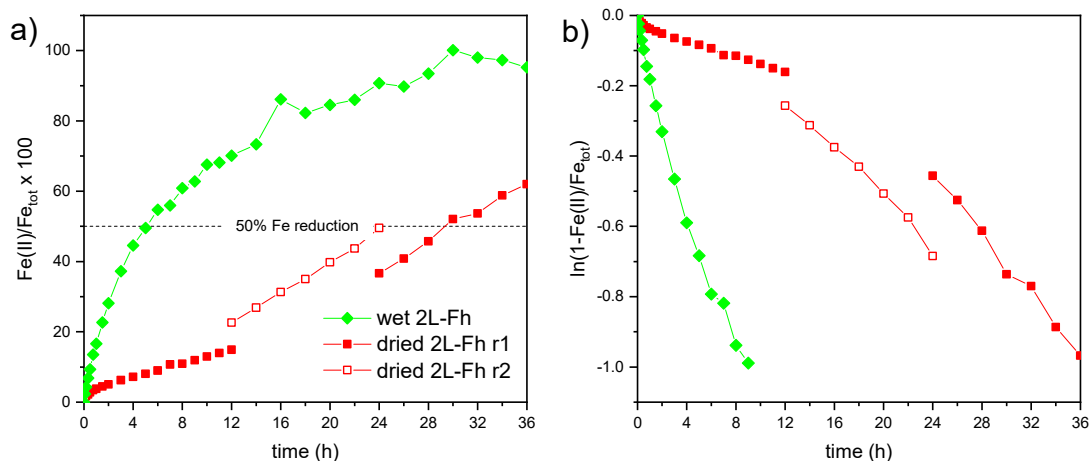 a)
Fe(II)/Fe_tot x 100
100
80
60
40
20
0
50% Fe reduction
wet 2L-Fh
dried 2L-Fh r1
dried 2L-Fh r2
0 4 8 12 16 20 24 28 32 36
time (h)
b)
ln(1-Fe(II)/Fe_tot)
0.0
-0.2
-0.4
-0.6
-0.8
-1.0
0 4 8 12 16 20 24 28 32 36
time (h)